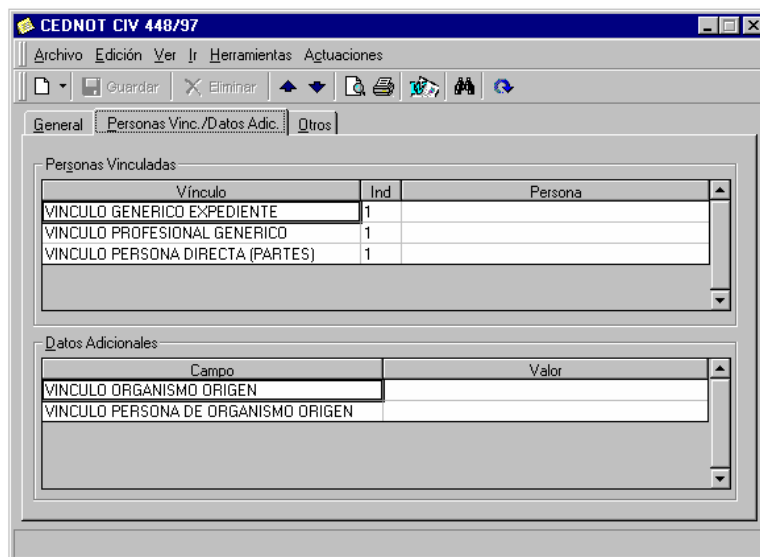 CEDNOT CIV 448/97
Archivo Edición Ver Ir Herramientas Actuaciones
Guardar Eliminar
General Personas Vinc./Datos Adic. Otros
Personas Vinculadas
Vínculo Ind Persona
VINCULO GENERICO EXPEDIENTE 1
VINCULO PROFESIONAL GENERICO 1
VINCULO PERSONA DIRECTA (PARTES) 1
Datos Adicionales
Campo Valor
VINCULO ORGANISMO ORIGEN
VINCULO PERSONA DE ORGANISMO ORIGEN